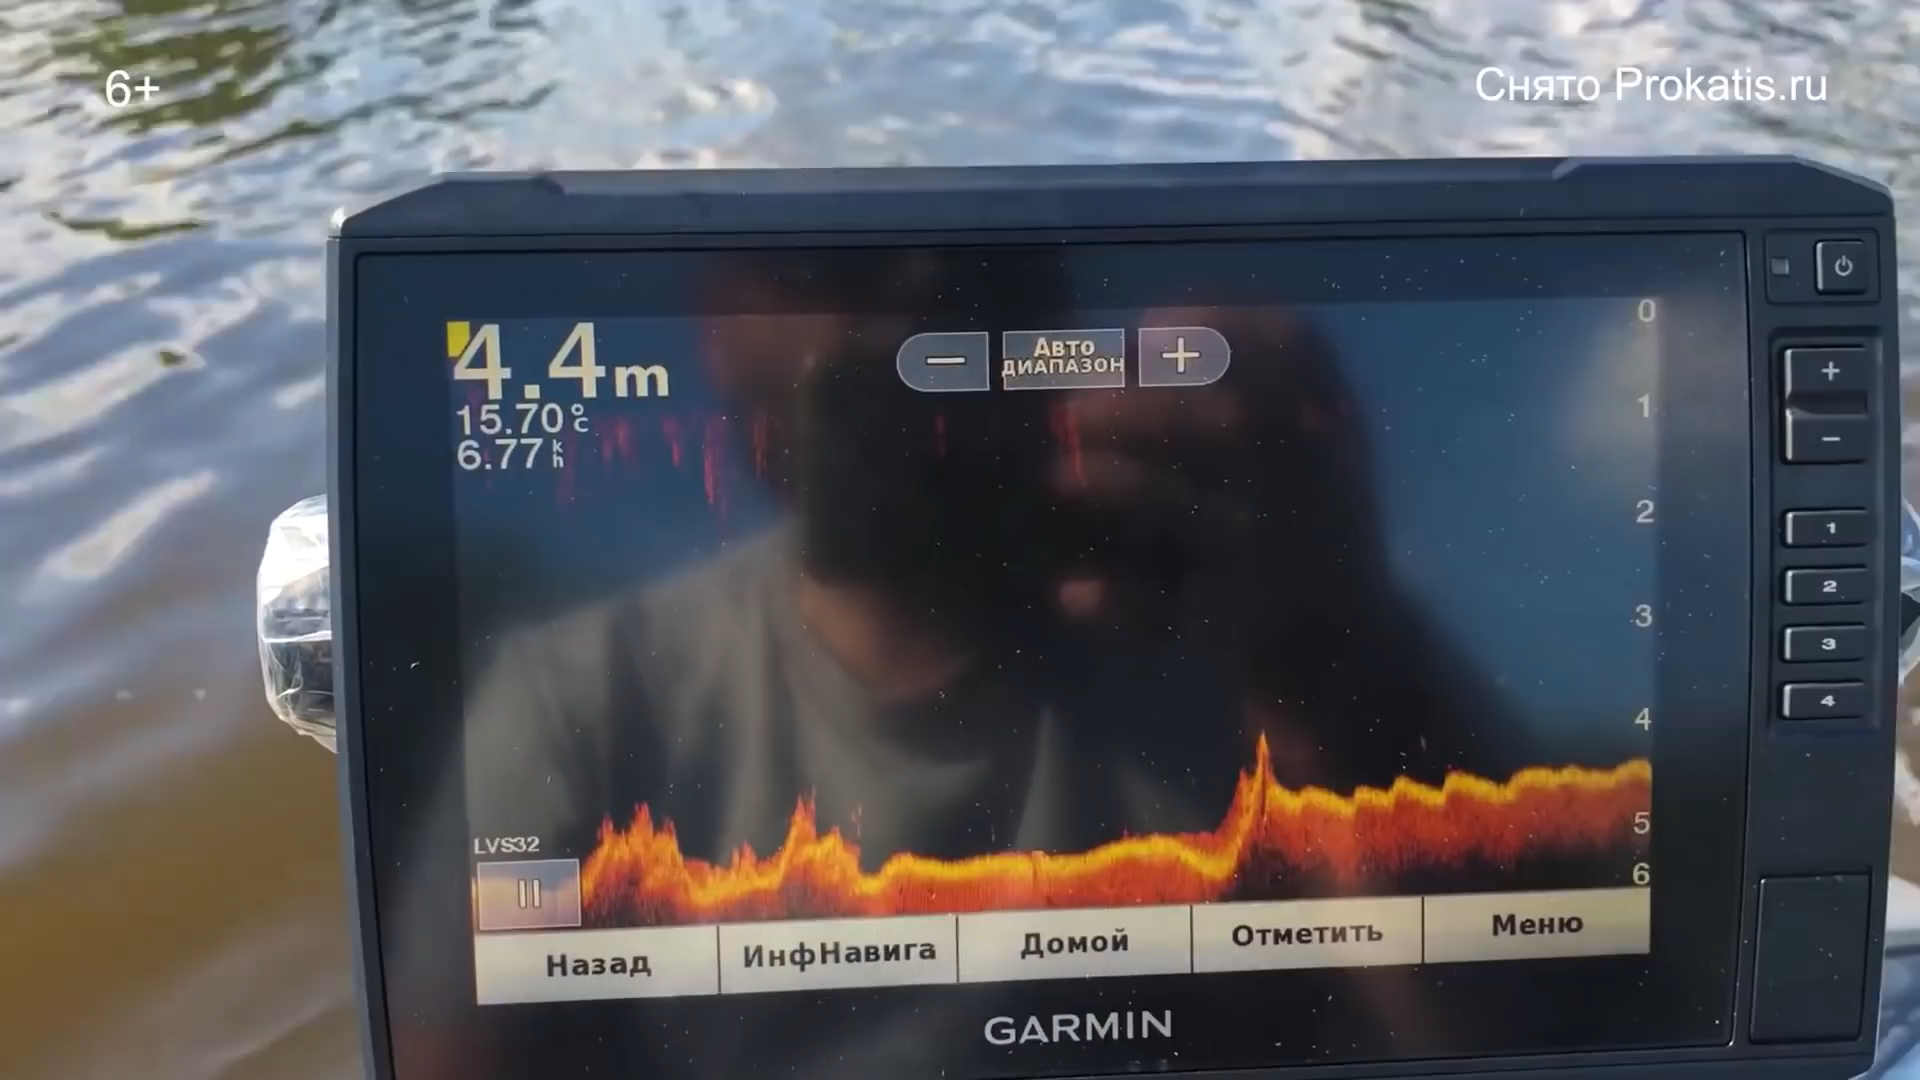 6+
Снято Prokatis.ru
4.4m
15.70°C
6.77 k/h
−
Авто
ДИАПАЗОН
+
0
1
2
3
4
5
6
LVS32
Назад
ИнфНавига
Домой
Отметить
Меню
GARMIN
+
−
1
2
3
4